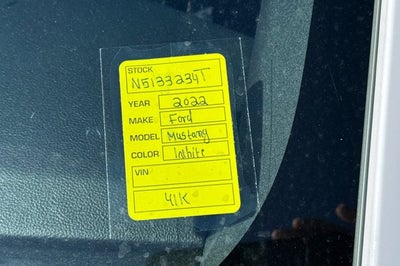 STOCK
N5133234T
YEAR 2022
MAKE Ford
MODEL Mustang
COLOR White
VIN
41K